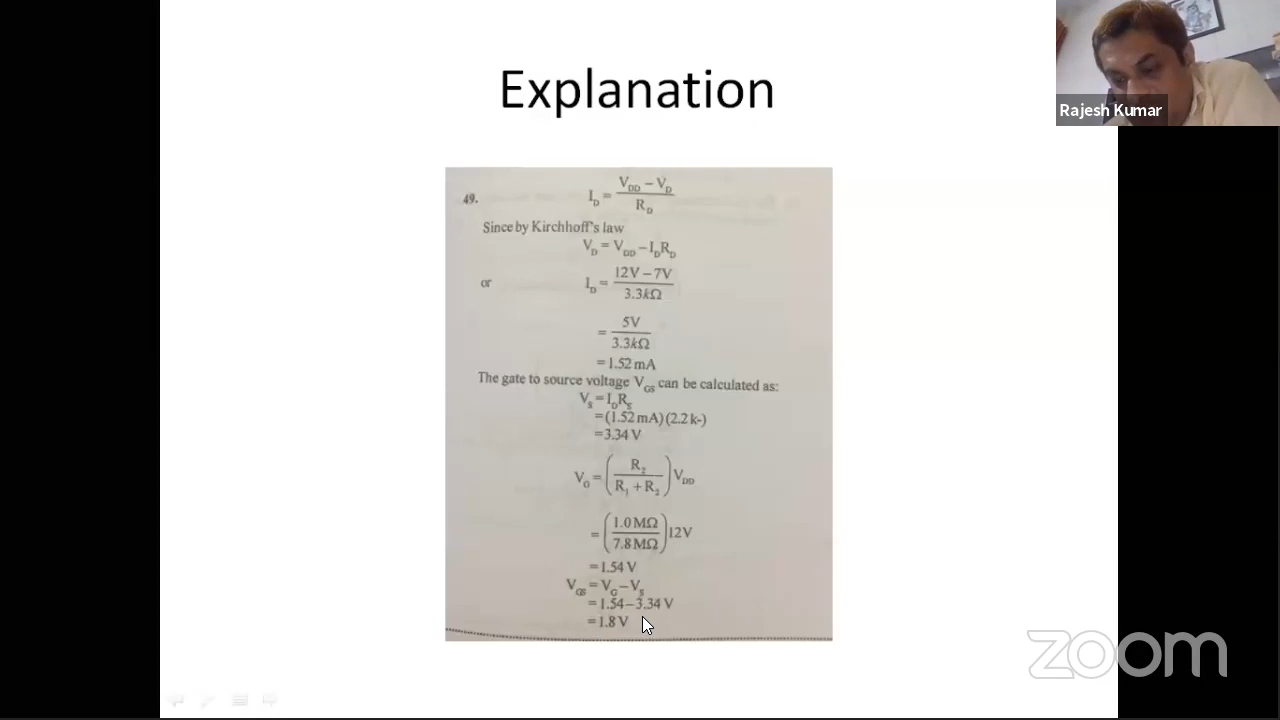 Explanation
Rajesh Kumar
49.
I_D = (V_DD − V_D) / R_D
Since by Kirchhoff's law
V_D = V_DD − I_D R_D
or I_D = (12V − 7V) / 3.3kΩ
= 5V / 3.3kΩ
= 1.52 mA
The gate to source voltage V_GS can be calculated as:
V_S = I_D R_S
= (1.52 mA) (2.2 k-)
= 3.34 V
V_G = (R_2 / (R_1 + R_2)) V_DD
= (1.0 MΩ / 7.8 MΩ) 12V
= 1.54 V
V_GS = V_G − V_S
= 1.54 − 3.34 V
= 1.8 V
zoom